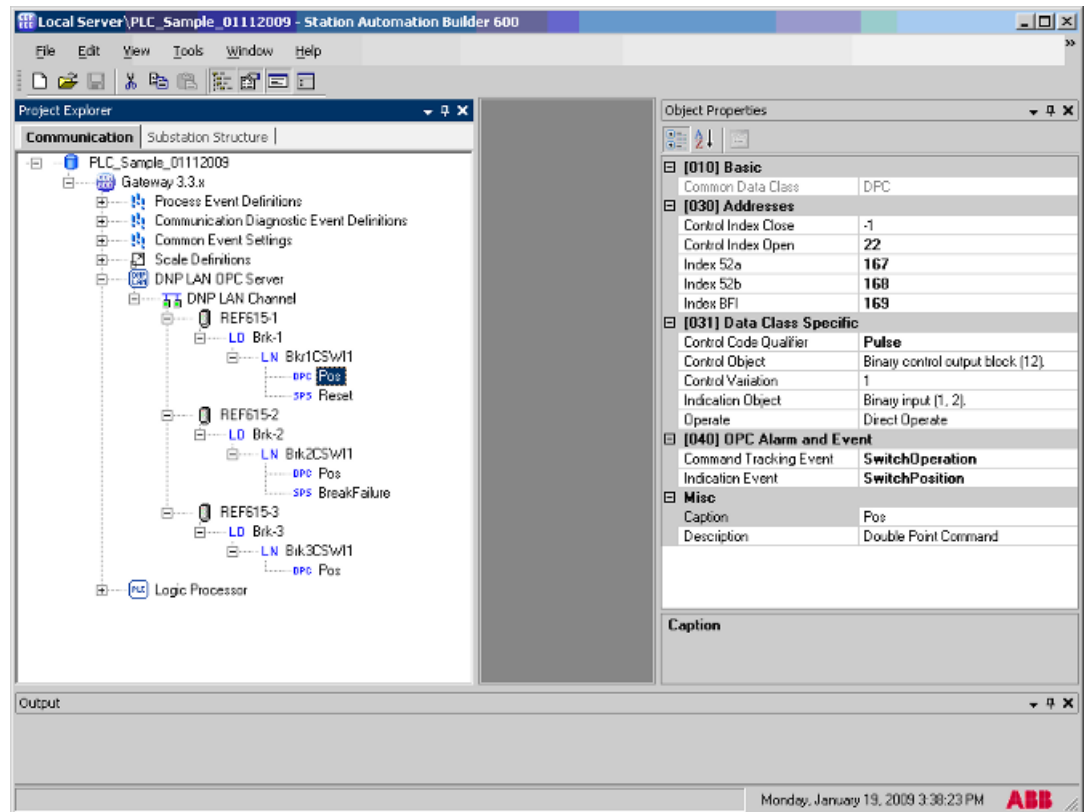 Local Server\PLC_Sample_01112009 - Station Automation Builder 600
File Edit View Tools Window Help
Project Explorer
Communication Substation Structure
PLC_Sample_01112009
Gateway 3.3.x
Process Event Definitions
Communication Diagnostic Event Definitions
Common Event Settings
Scale Definitions
DNP LAN OPC Server
DNP LAN Channel
REF615-1
LD Brk-1
LN Bkr1CSWI1
DPC Pos
SPS Reset
REF615-2
LD Brk-2
LN Brk2CSWI1
DPC Pos
SPS BreakFailure
REF615-3
LD Brk-3
LN Brk3CSWI1
DPC Pos
Logic Processor
Object Properties
[010] Basic
Common Data Class DPC
[030] Addresses
Control Index Close -1
Control Index Open 22
Index 52a 167
Index 52b 168
Index BFI 169
[031] Data Class Specific
Control Code Qualifier Pulse
Control Object Binary control output block (12).
Control Variation 1
Indication Object Binary input (1, 2).
Operate Direct Operate
[040] OPC Alarm and Event
Command Tracking Event SwitchOperation
Indication Event SwitchPosition
Misc
Caption Pos
Description Double Point Command
Caption
Output
Monday, January 19, 2009 3:38:23 PM ABB